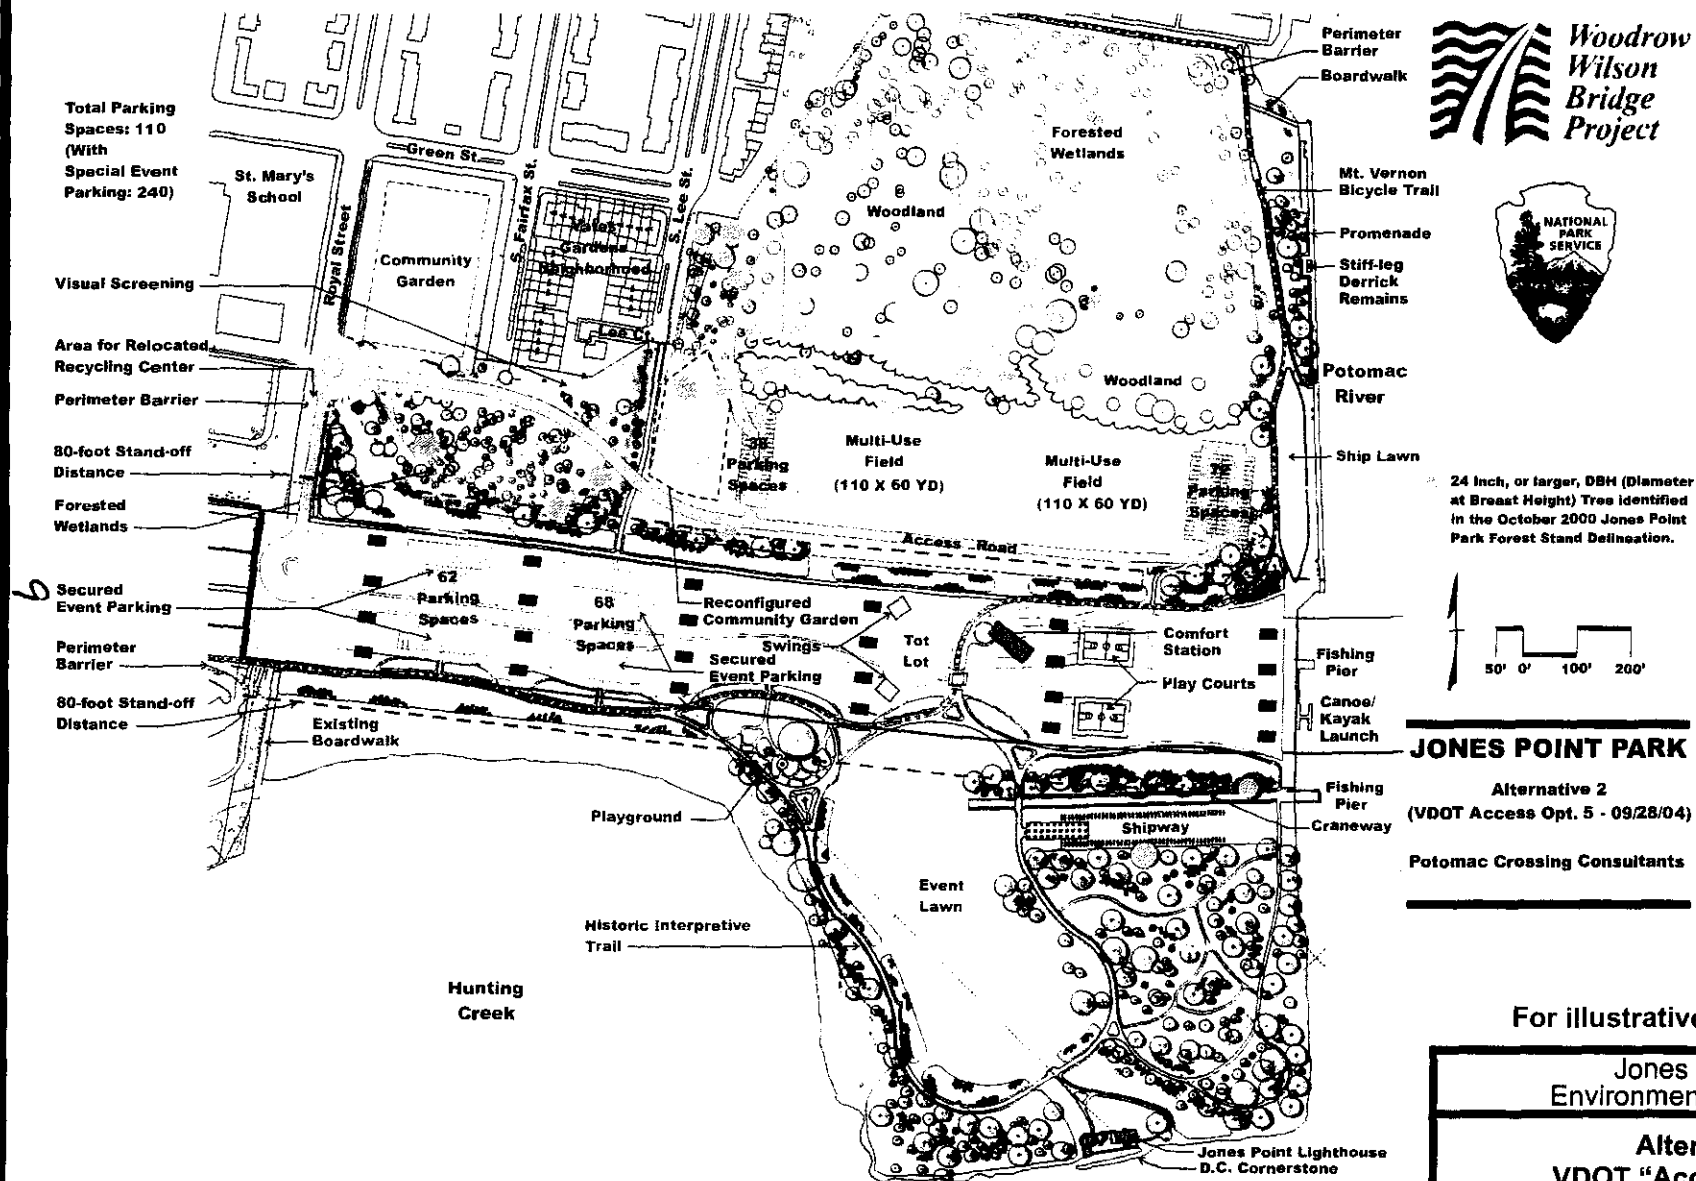 Total Parking
Spaces: 110
(With
Special Event
Parking: 240)
St. Mary's
School
Green St.
Royal Street
S. Fairfax St.
S. Lee St.
Community
Garden
Yates
Gardens
Neighborhood
Lee Ct.
Visual Screening
Area for Relocated
Recycling Center
Perimeter Barrier
80-foot Stand-off
Distance
Forested
Wetlands
Secured
Event Parking
Perimeter
Barrier
80-foot Stand-off
Distance
Existing
Boardwalk
62
Parking
Spaces
68
Parking
Spaces
Reconfigured
Community Garden
Swings
Secured
Event Parking
Tot
Lot
Parking
Spaces
Multi-Use
Field
(110 X 60 YD)
Multi-Use
Field
(110 X 60 YD)
Parking
Spaces
Access Road
Woodland
Woodland
Forested
Wetlands
Perimeter
Barrier
Boardwalk
Mt. Vernon
Bicycle Trail
Promenade
Stiff-leg
Derrick
Remains
Potomac
River
Ship Lawn
Comfort
Station
Play Courts
Fishing
Pier
Canoe/
Kayak
Launch
Fishing
Pier
Craneway
Shipway
Playground
Event
Lawn
Historic Interpretive
Trail
Hunting
Creek
Jones Point Lighthouse
D.C. Cornerstone
Woodrow
Wilson
Bridge
Project
NATIONAL
PARK
SERVICE
24 Inch, or larger, DBH (Diameter
at Breast Height) Tree identified
in the October 2000 Jones Point
Park Forest Stand Delineation.
50' 0' 100' 200'
JONES POINT PARK
Alternative 2
(VDOT Access Opt. 5 - 09/28/04)
Potomac Crossing Consultants
For illustrative
Jones
Environmen
Alter
VDOT "Acc